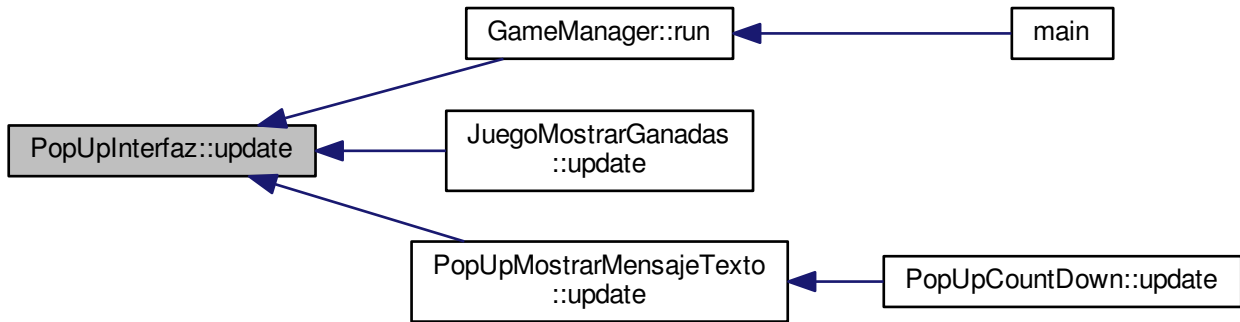 GameManager::run
main
PopUpInterfaz::update
JuegoMostrarGanadas
::update
PopUpMostrarMensajeTexto
::update
PopUpCountDown::update